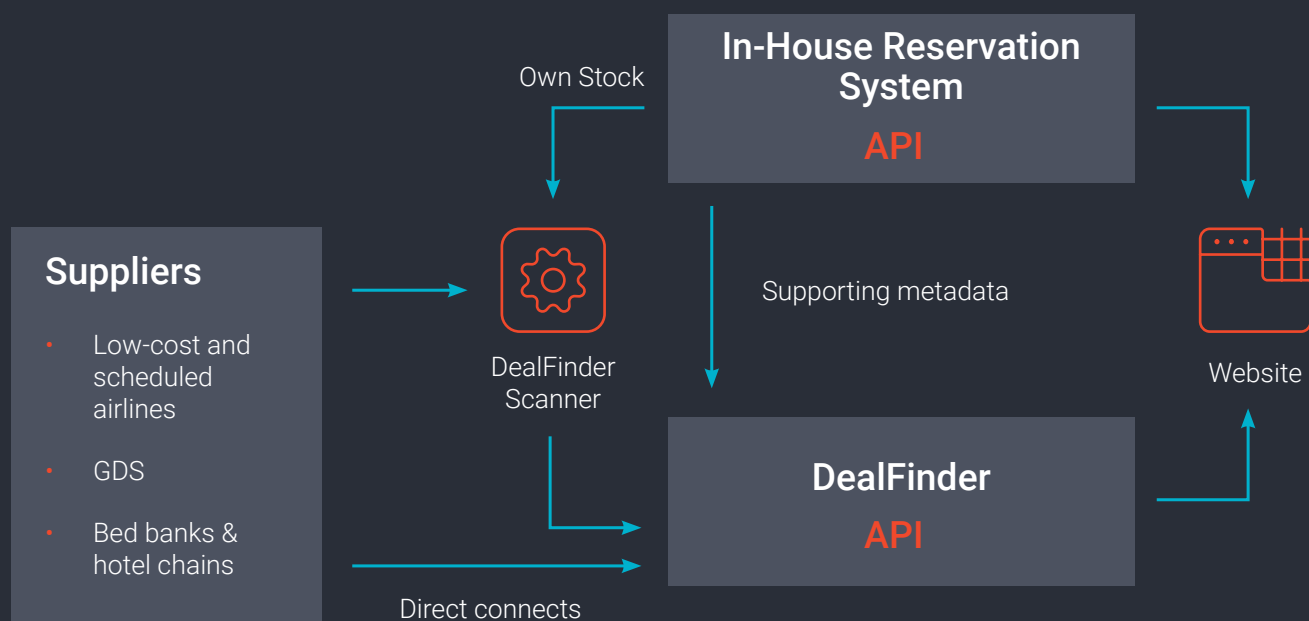 In-House Reservation
System
API
Own Stock
Suppliers
• Low-cost and
scheduled
airlines
• GDS
• Bed banks &
hotel chains
DealFinder
Scanner
Supporting metadata
Website
DealFinder
API
Direct connects